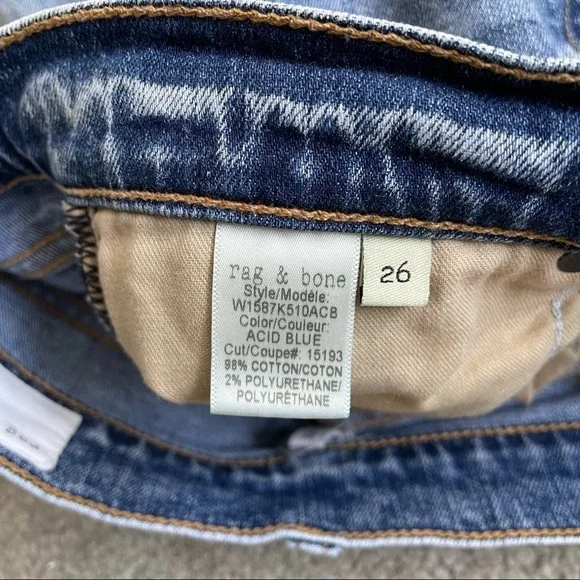 rag & bone
Style/Modèle:
W1587K510ACB
Color/Couleur:
ACID BLUE
Cut/Coupe#: 15193
98% COTTON/COTON
2% POLYURETHANE/
POLYURÉTHANE
26